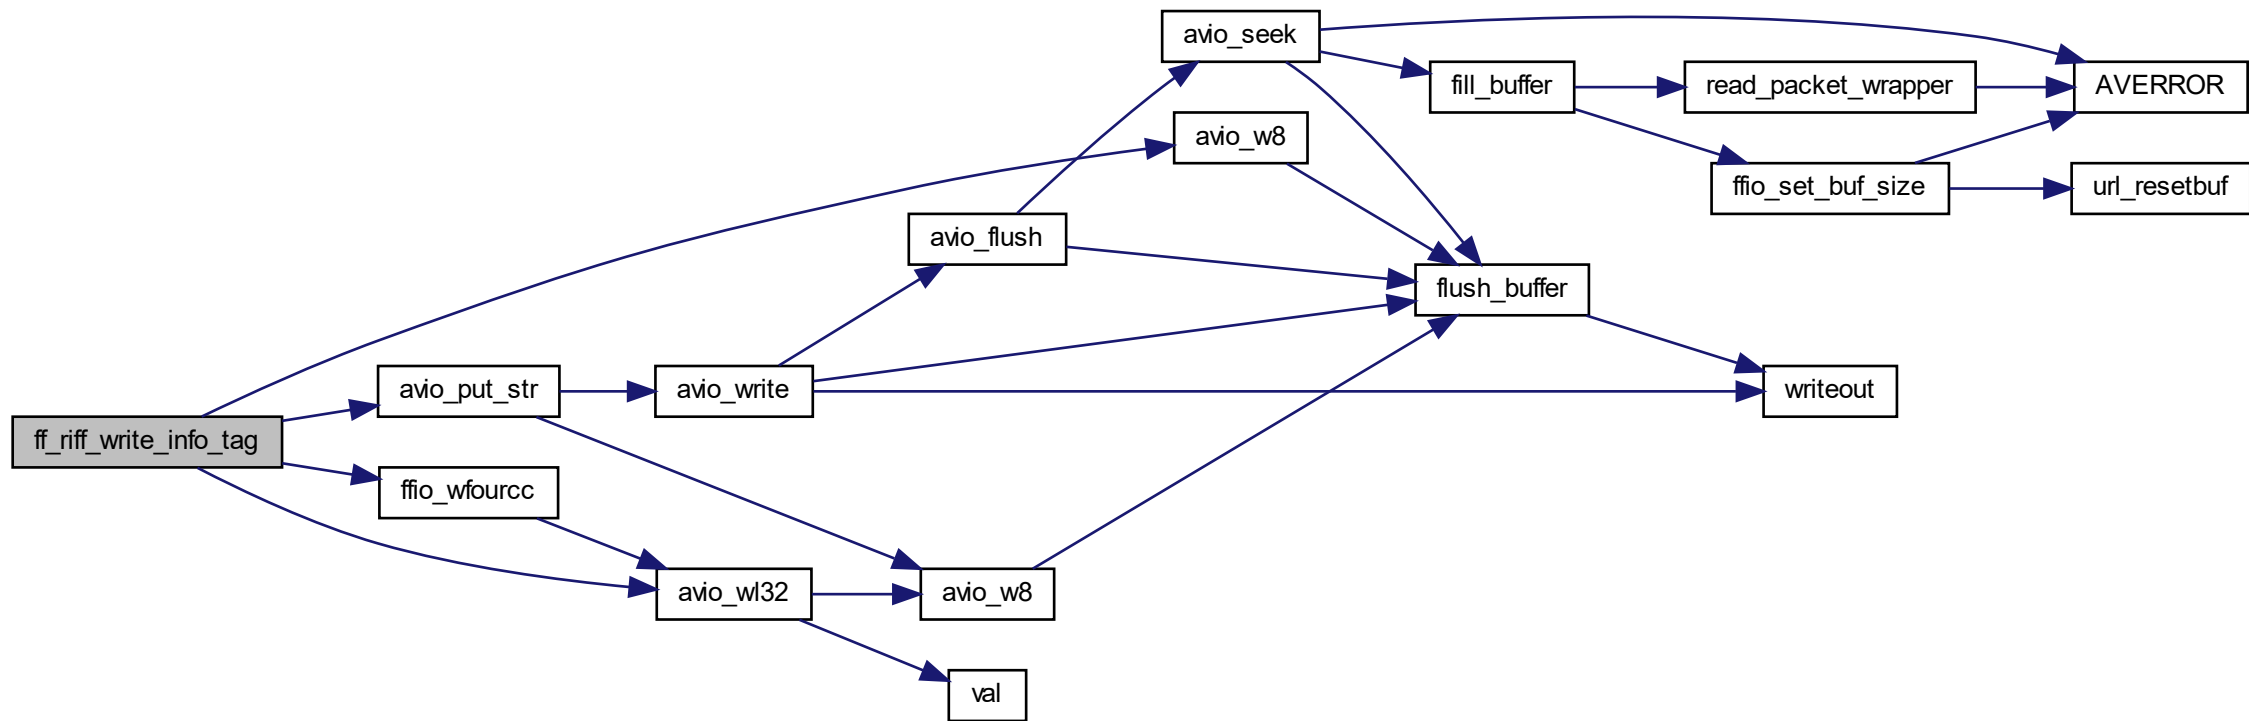 avio_seek
fill_buffer
read_packet_wrapper
AVERROR
avio_w8
ffio_set_buf_size
url_resetbuf
avio_flush
flush_buffer
avio_put_str
avio_write
writeout
ff_riff_write_info_tag
ffio_wfourcc
avio_wl32
avio_w8
val